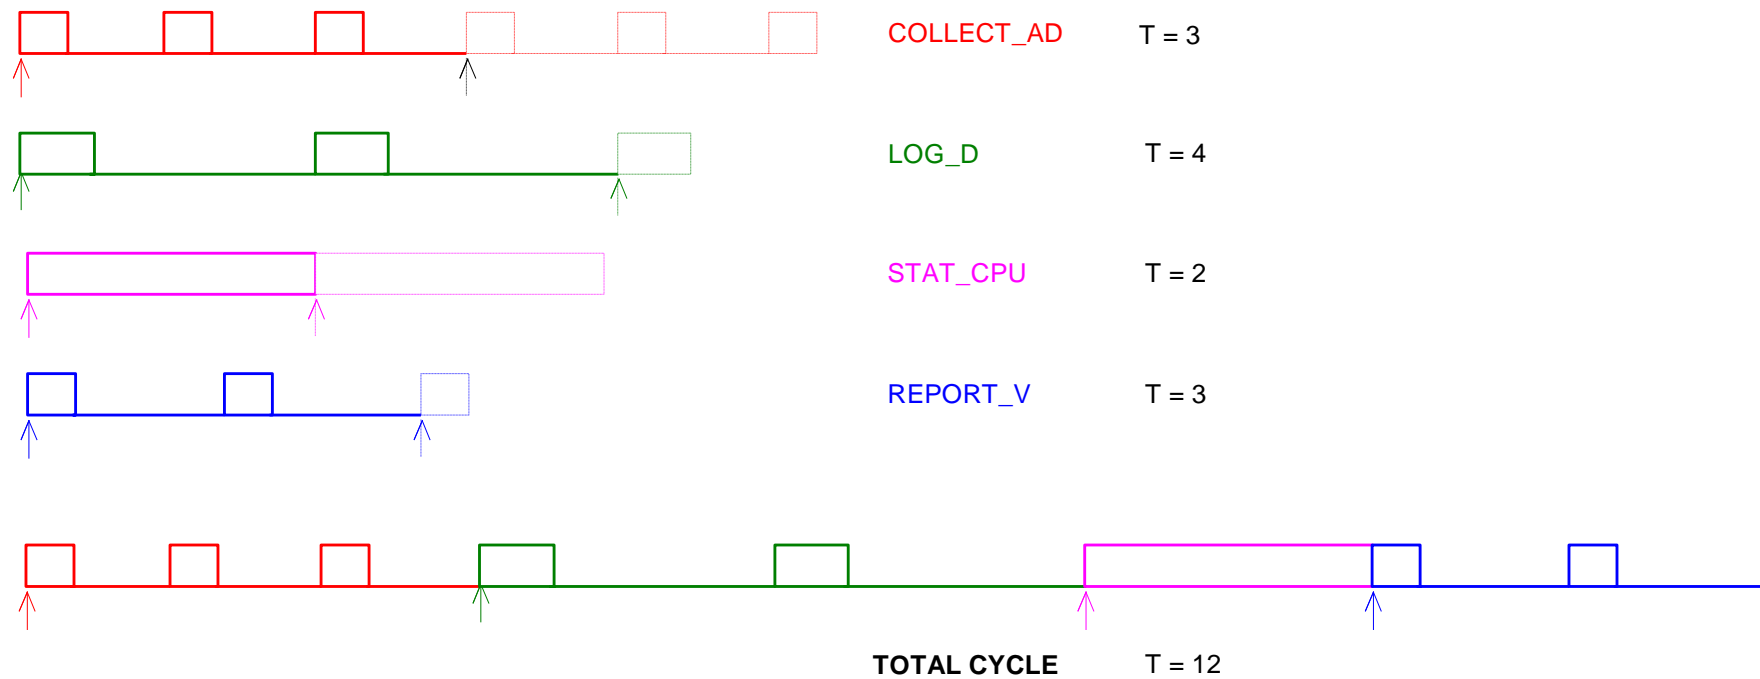 COLLECT_AD T = 3
LOG_D T = 4
STAT_CPU T = 2
REPORT_V T = 3
TOTAL CYCLE T = 12